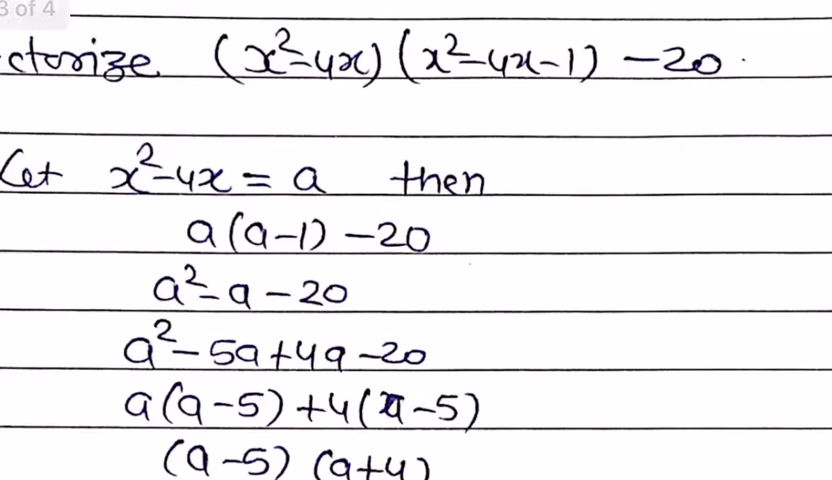 3 of 4
ctorize (x²-4x)(x²-4x-1) -20.
Let x²-4x = a then
a(a-1) -20
a²-a-20
a²-5a+4a-20
a(a-5)+4(a-5)
(a-5) (a+4)